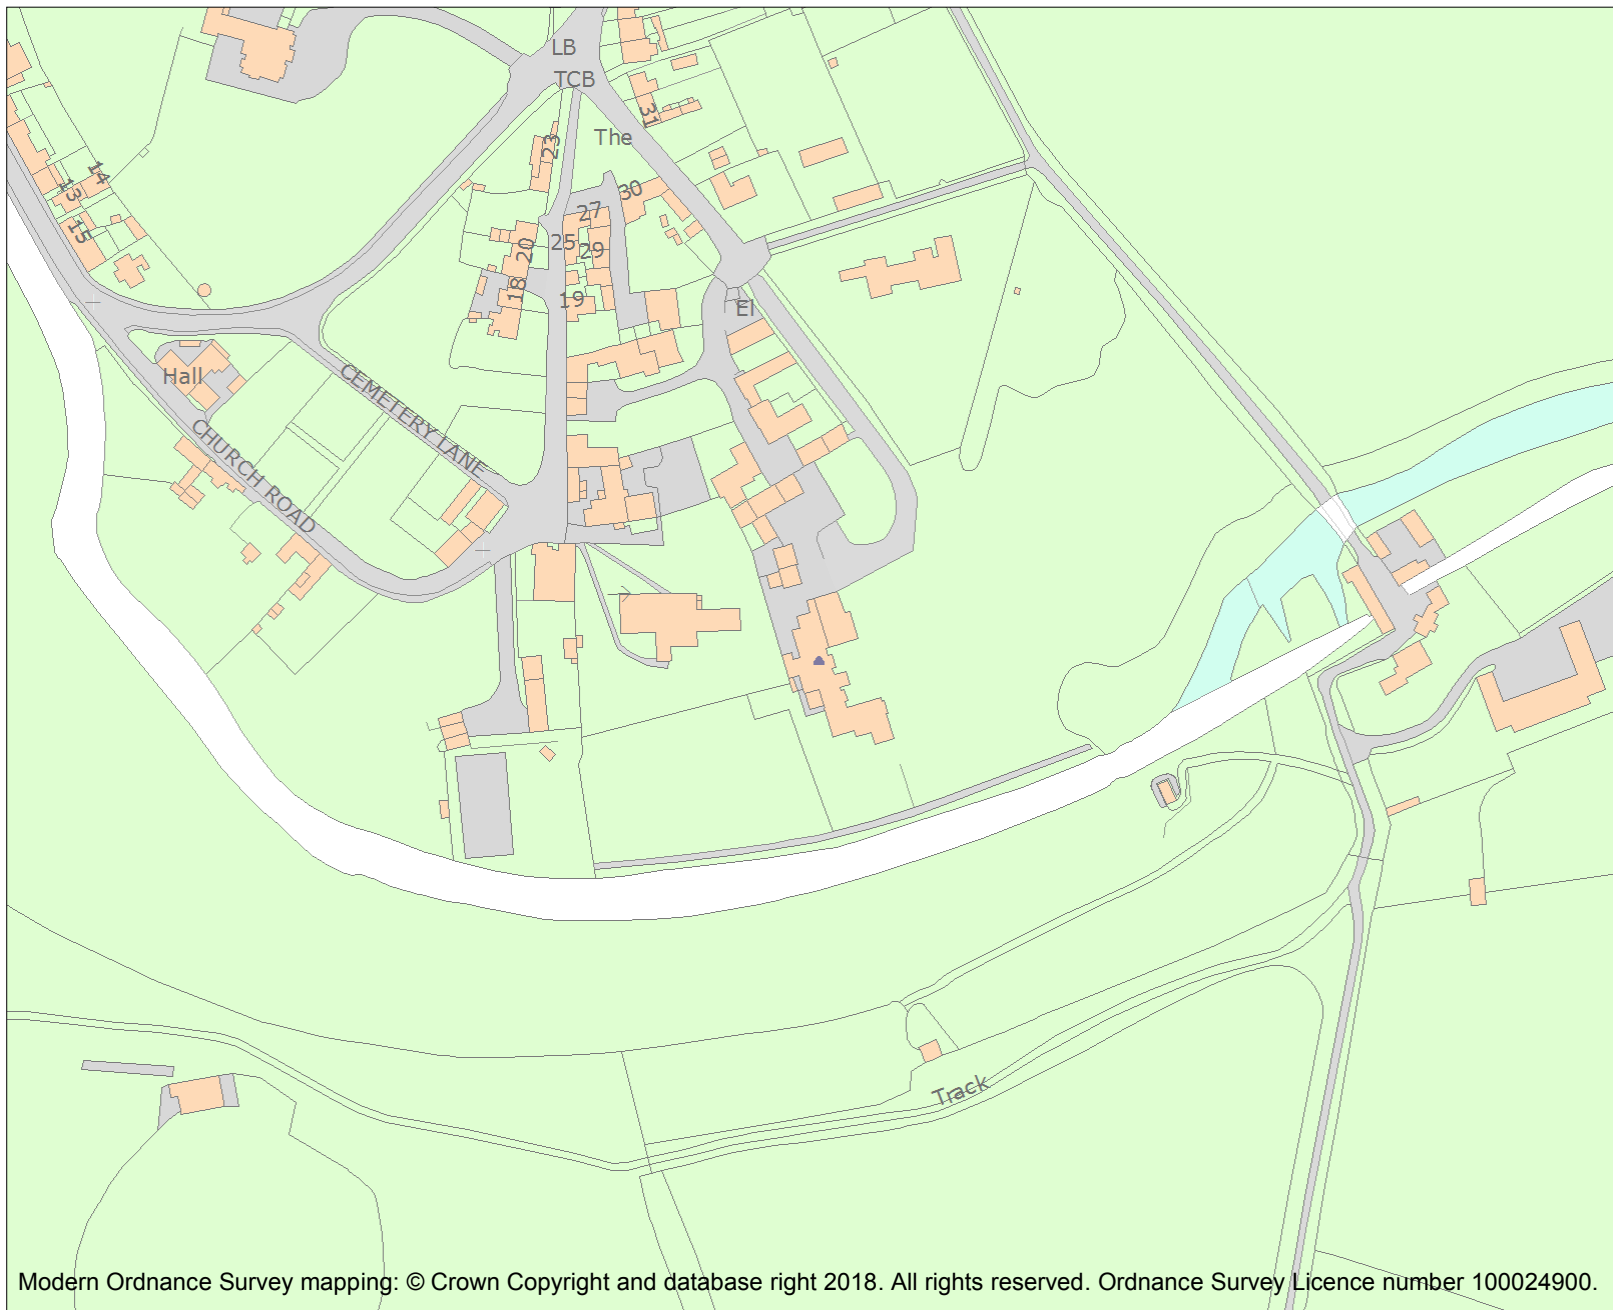 LB
TCB
31
The
23
14
13
30
27
15
25
20
29
18
19
El
Hall
CEMETERY LANE
CHURCH ROAD
Track
Modern Ordnance Survey mapping: © Crown Copyright and database right 2018. All rights reserved. Ordnance Survey Licence number 100024900.